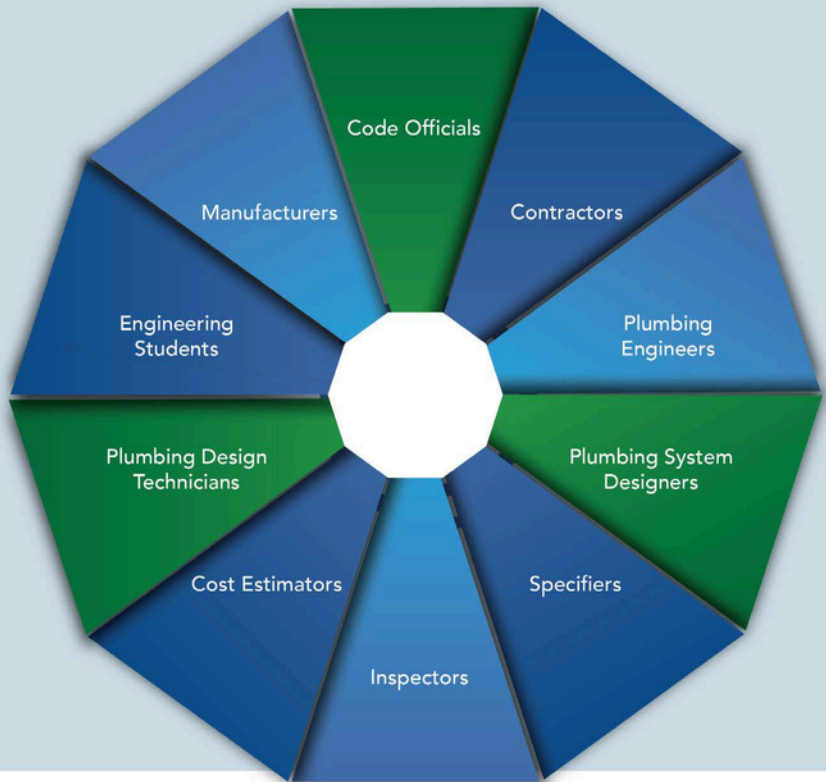 Code Officials
Manufacturers
Contractors
Engineering
Students
Plumbing
Engineers
Plumbing Design
Technicians
Plumbing System
Designers
Cost Estimators
Specifiers
Inspectors